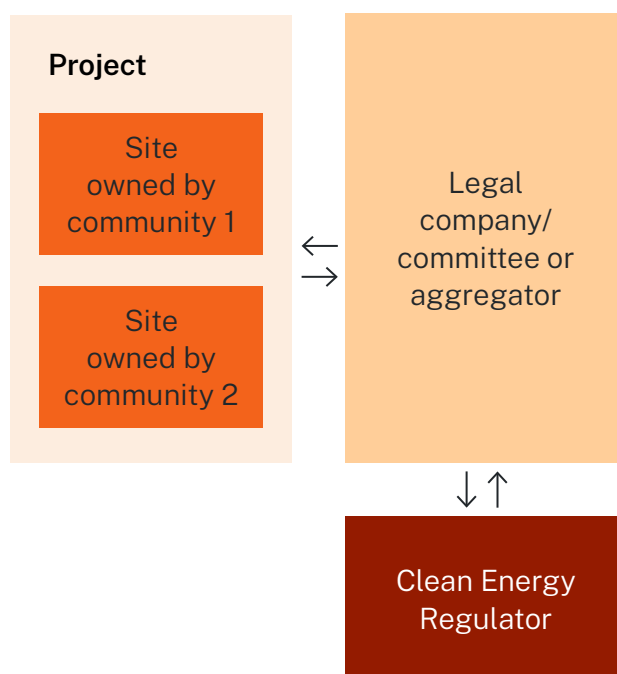 Project
Site
owned by
community 1
Site
owned by
community 2
Legal
company/
committee or
aggregator
Clean Energy
Regulator